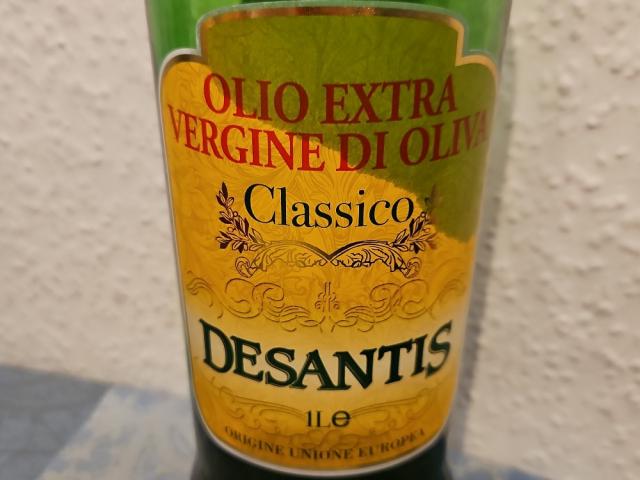 OLIO EXTRA
VERGINE DI OLIVA
Classico
DESANTIS
1L℮
ORIGINE UNIONE EUROPEA